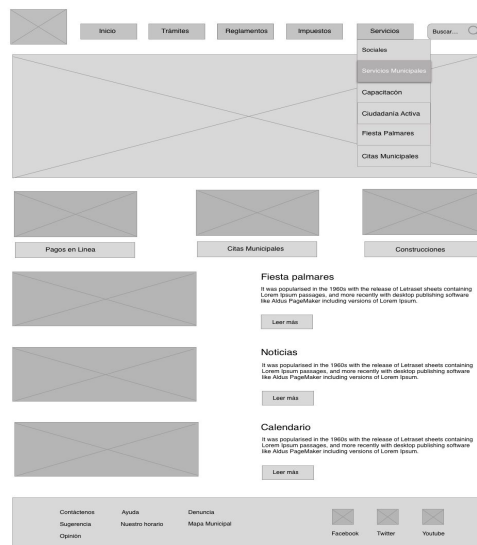 Inicio
Trámites
Reglamentos
Impuestos
Servicios
Buscar...
Sociales
Servicios Municipales
Capacitacón
Ciudadanía Activa
Fiesta Palmares
Citas Municipales
Pagos en Línea
Citas Municipales
Construcciones
Fiesta palmares
It was popularised in the 1960s with the release of Letraset sheets containing
Lorem Ipsum passages, and more recently with desktop publishing software
like Aldus PageMaker including versions of Lorem Ipsum.
Leer más
Noticias
It was popularised in the 1960s with the release of Letraset sheets containing
Lorem Ipsum passages, and more recently with desktop publishing software
like Aldus PageMaker including versions of Lorem Ipsum.
Leer más
Calendario
It was popularised in the 1960s with the release of Letraset sheets containing
Lorem Ipsum passages, and more recently with desktop publishing software
like Aldus PageMaker including versions of Lorem Ipsum.
Leer más
Contáctenos
Ayuda
Denuncia
Sugerencia
Nuestro horario
Mapa Municipal
Opinión
Facebook
Twitter
Youtube